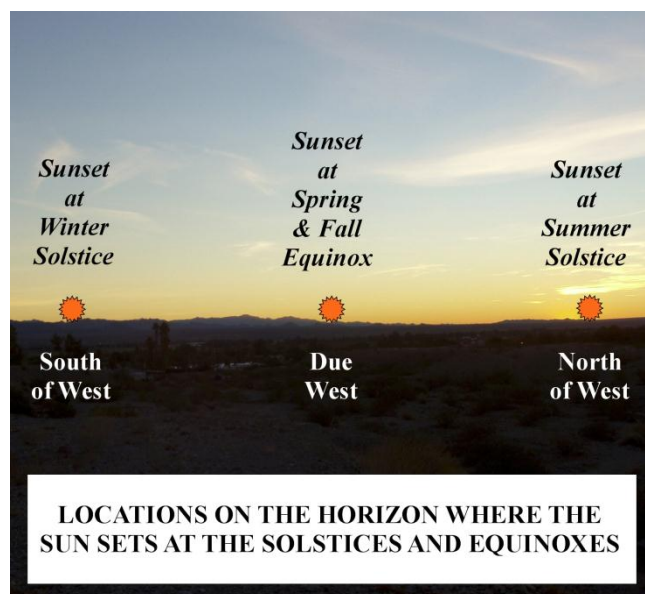 Sunset
at
Winter
Solstice
Sunset
at
Spring
& Fall
Equinox
Sunset
at
Summer
Solstice
South
of West
Due
West
North
of West
LOCATIONS ON THE HORIZON WHERE THE
SUN SETS AT THE SOLSTICES AND EQUINOXES